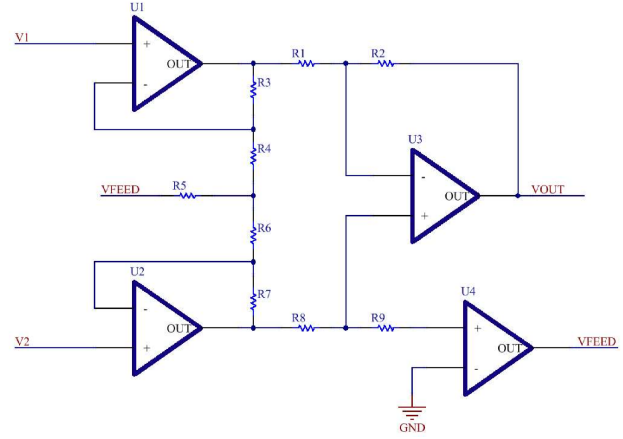 U1
V1
+
-
OUT
R1
R2
R3
R4
U3
-
+
OUT
VOUT
VFEED
R5
R6
U2
-
+
OUT
V2
R7
R8
R9
U4
+
-
OUT
VFEED
GND